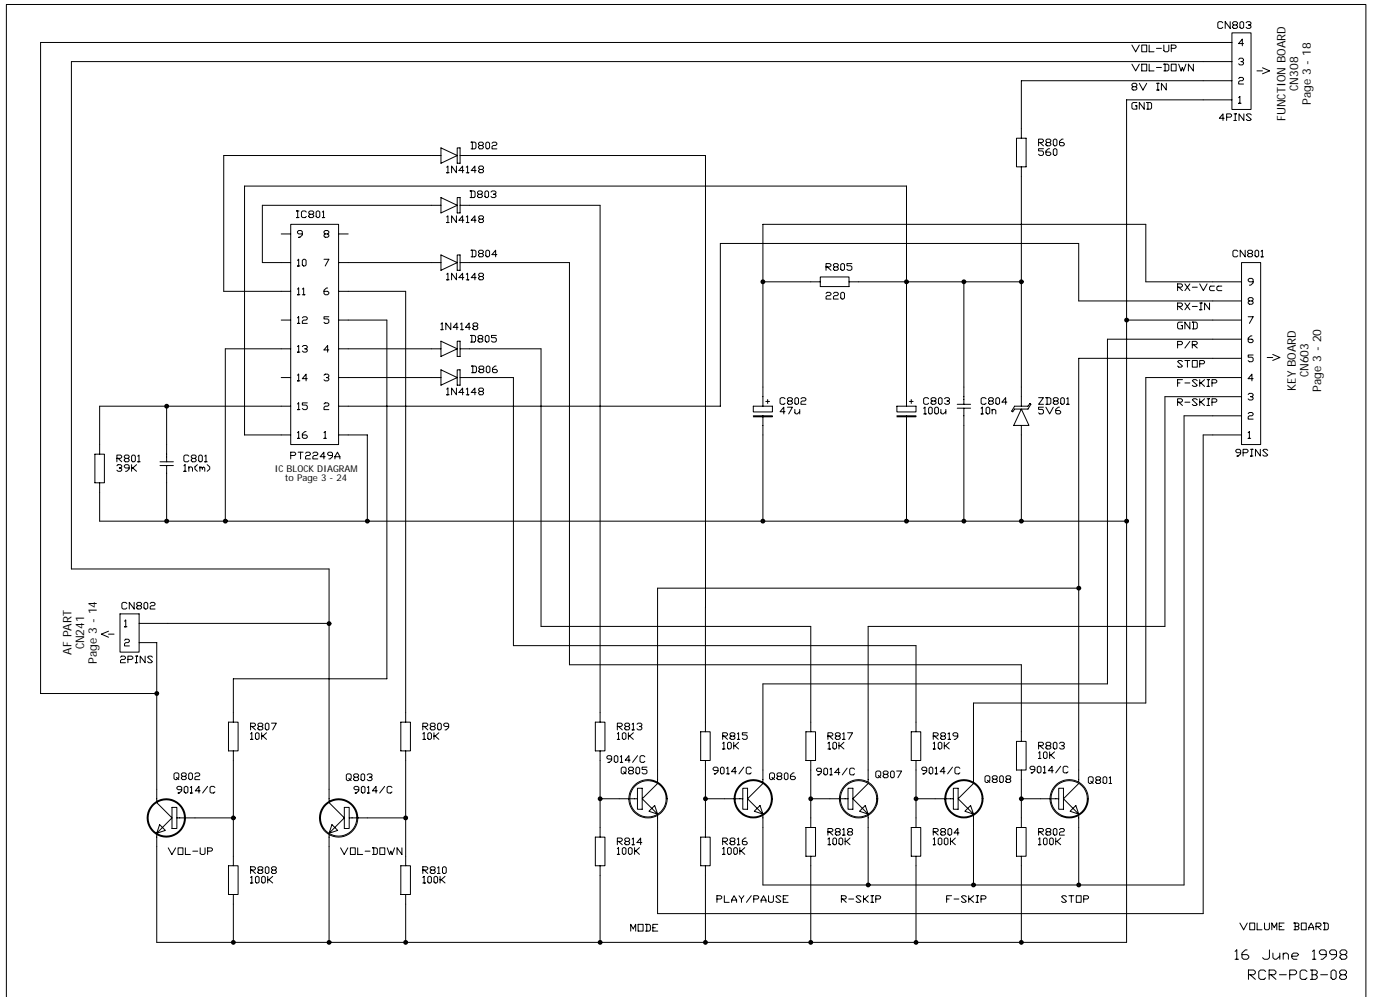 CN803
VOL-UP
4
VOL-DOWN
3
8V IN
2
GND
1
4PINS
FUNCTION BOARD
CN308
Page 3 - 18
R806
560
D802
1N4148
D803
1N4148
D804
1N4148
1N4148
D805
D806
1N4148
IC801
9 8
10 7
11 6
12 5
13 4
14 3
15 2
16 1
PT2249A
IC BLOCK DIAGRAM
to Page 3 - 24
R801
39K
C801
1n(m)
R805
220
C802
47u
C803
100u
C804
10n
ZD801
5V6
CN801
RX-Vcc
9
RX-IN
8
GND
7
P/R
6
STOP
5
F-SKIP
4
R-SKIP
3
2
1
9PINS
KEY BOARD
CN603
Page 3 - 20
AF PART
CN241
Page 3 - 14
CN802
1
2
2PINS
R807
10K
R809
10K
Q802
9014/C
Q803
9014/C
VOL-UP
VOL-DOWN
R808
100K
R810
100K
R813
10K
9014/C
Q805
R814
100K
MODE
R815
10K
9014/C
Q806
R816
100K
PLAY/PAUSE
R817
10K
9014/C
Q807
R818
100K
R-SKIP
R819
10K
9014/C
Q808
R804
100K
F-SKIP
R803
10K
9014/C
Q801
R802
100K
STOP
VOLUME BOARD
16 June 1998
RCR-PCB-08